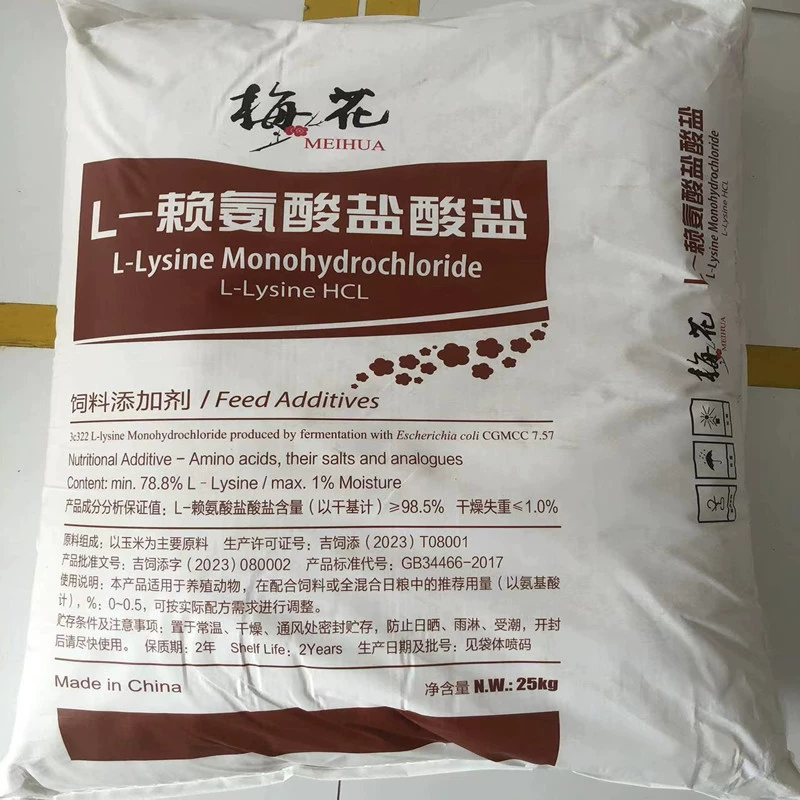 梅花
MEIHUA
L-赖氨酸盐酸盐
L-Lysine Monohydrochloride
L-Lysine HCL
饲料添加剂 / Feed Additives
3c322 L-lysine Monohydrochloride produced by fermentation with Escherichia coli CGMCC 7.57
Nutritional Additive - Amino acids, their salts and analogues
Content: min. 78.8% L - Lysine / max. 1% Moisture
产品成分分析保证值: L-赖氨酸盐酸盐含量（以干基计）≥98.5% 干燥失重≤1.0%
原料组成: 以玉米为主要原料 生产许可证号: 吉饲添（2023）T08001
产品批准文号: 吉饲添字（2023）080002 产品标准代号: GB34466-2017
使用说明: 本产品适用于养殖动物，在配合饲料或全混合日粮中的推荐用量（以氨基酸
计），%: 0~0.5, 可按实际配方需求进行调整。
贮存条件及注意事项: 置于常温、干燥、通风处密封贮存，防止日晒、雨淋、受潮，开封
后请尽快使用。 保质期: 2年 Shelf Life: 2Years 生产日期及批号: 见袋体喷码
Made in China
净含量 N.W.: 25kg
L-赖氨酸盐酸盐
L-Lysine Monohydrochloride
L-Lysine HCL
梅花
MEIHUA